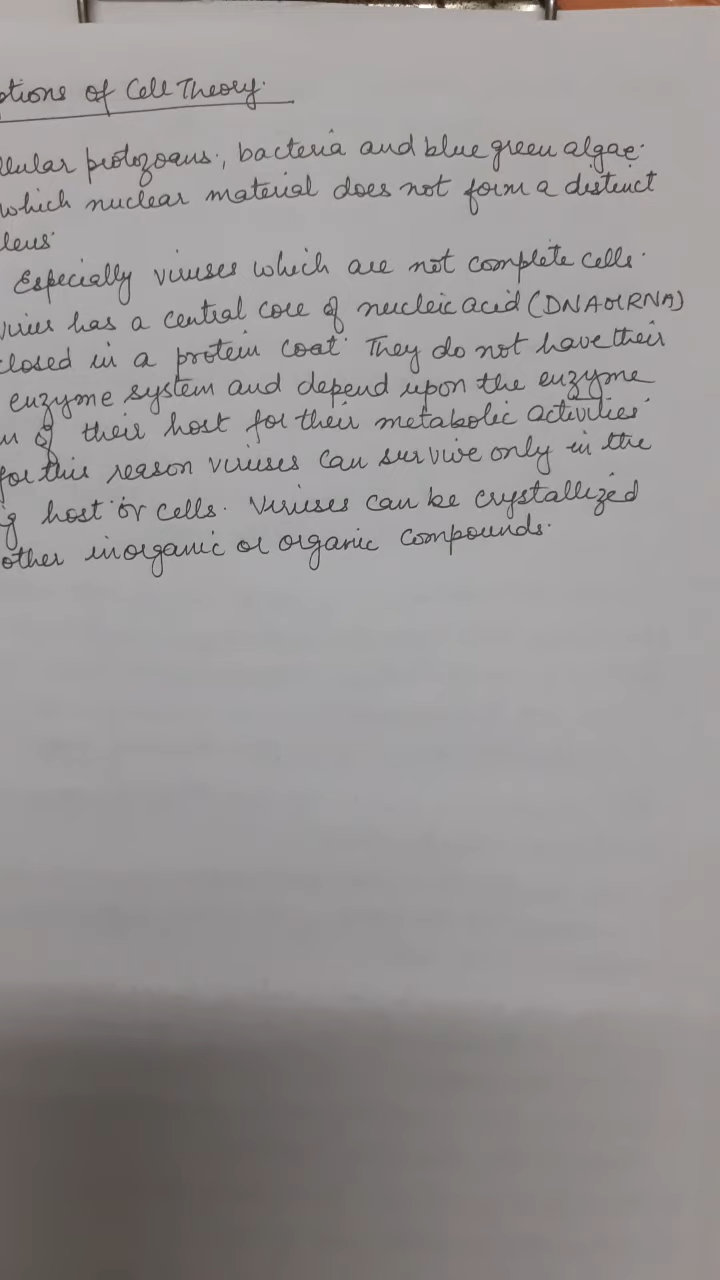 ptions of Cell Theory.
llular protozoans., bacteria and blue green algae.
which nuclear material does not form a distinct
leus.
Especially viruses which are not complete cells.
virus has a central core of nucleic acid (DNA or RNA)
closed in a protein coat. They do not have their
enzyme system and depend upon the enzyme
m of their host for their metabolic activities.
for this reason viruses can survive only in the
g host or cells. Viruses can be crystallized
other inorganic or organic compounds.